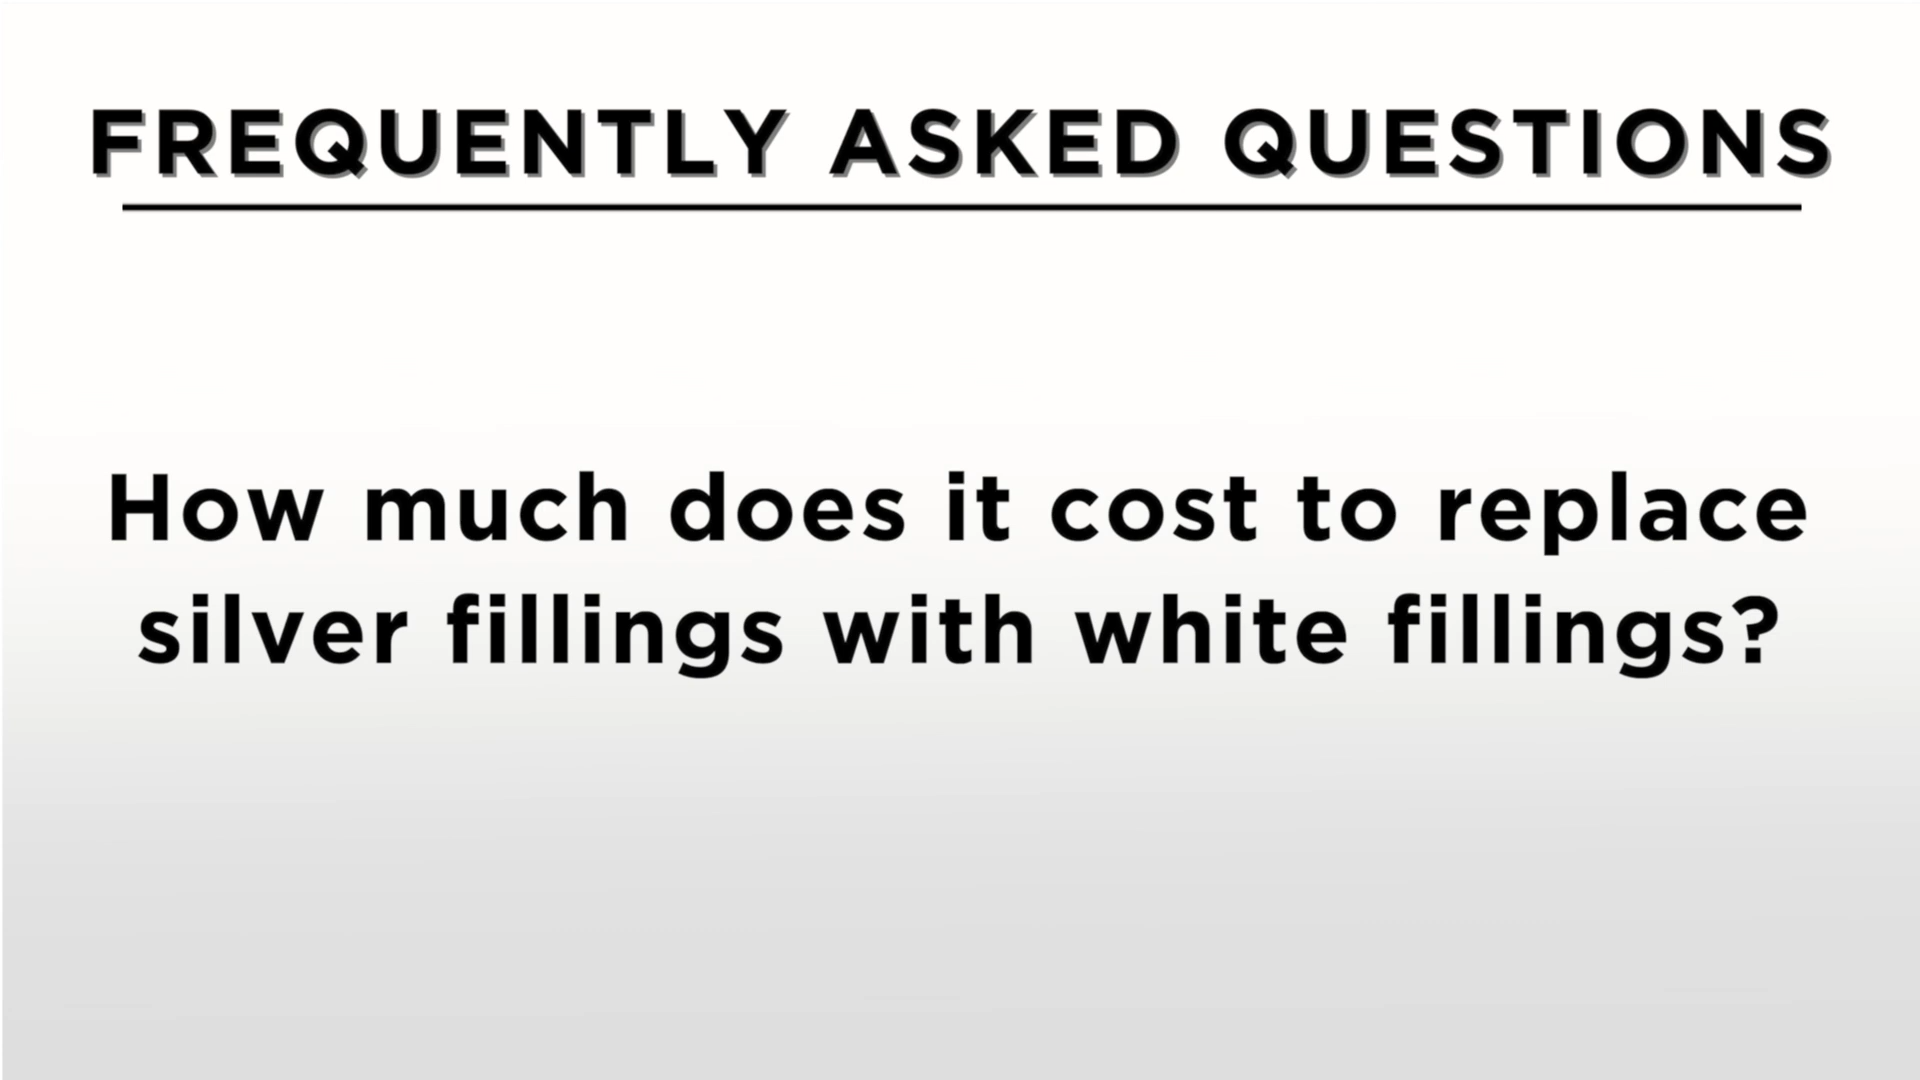 FREQUENTLY ASKED QUESTIONS
How much does it cost to replace
silver fillings with white fillings?